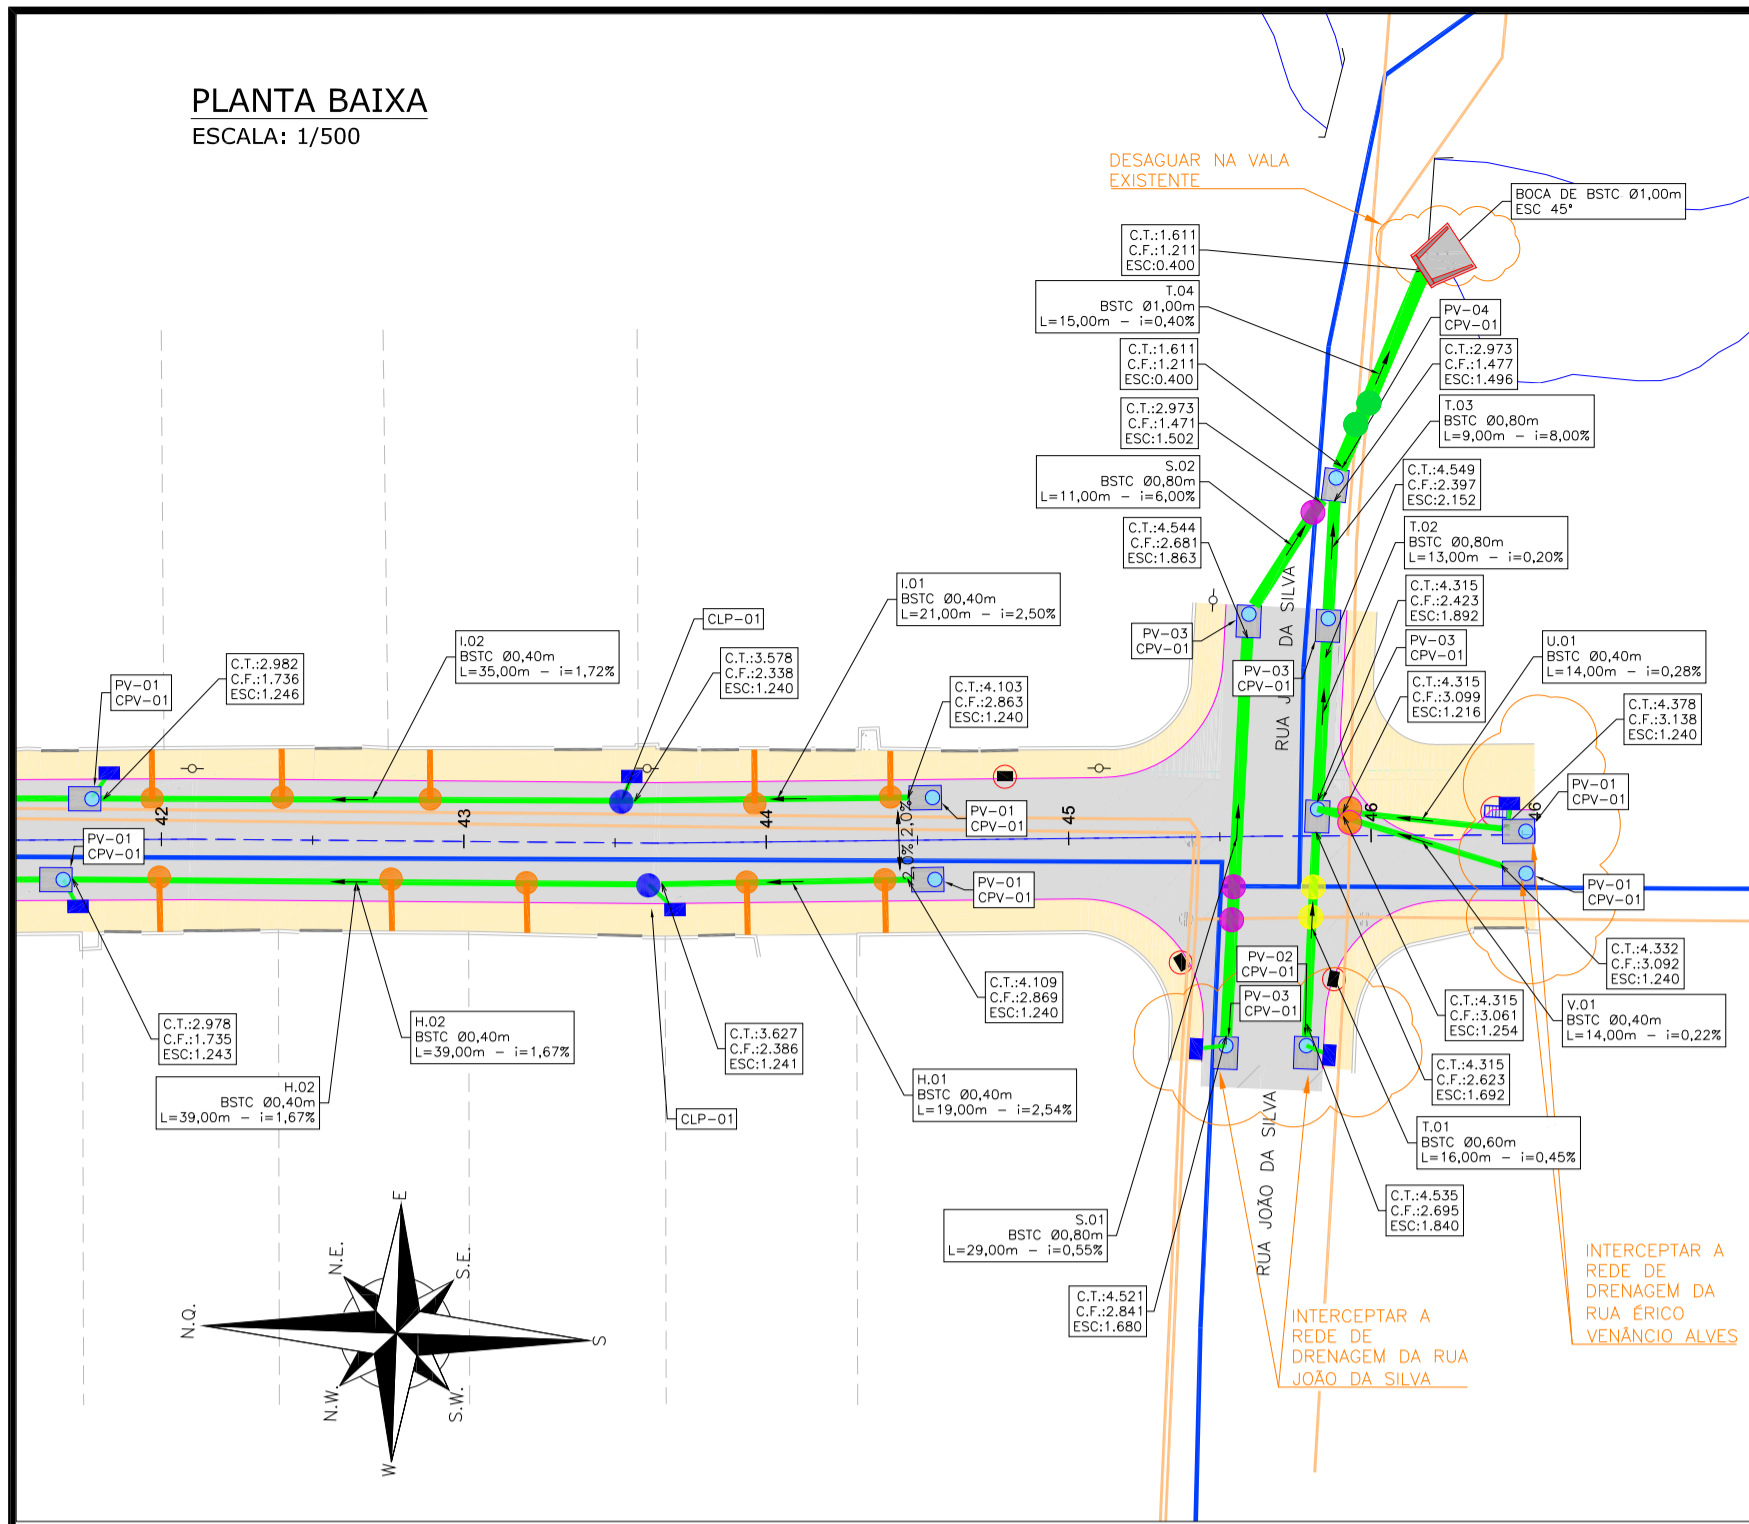 PLANTA BAIXA
ESCALA: 1/500
DESAGUAR NA VALA
EXISTENTE
BOCA DE BSTC Ø1,00m
ESC 45°
C.T.:1.611
C.F.:1.211
ESC:0.400
T.04
BSTC Ø1,00m
L=15,00m – i=0,40%
PV-04
CPV-01
C.T.:1.611
C.F.:1.211
ESC:0.400
C.T.:2.973
C.F.:1.477
ESC:1.496
C.T.:2.973
C.F.:1.471
ESC:1.502
T.03
BSTC Ø0,80m
L=9,00m – i=8,00%
S.02
BSTC Ø0,80m
L=11,00m – i=6,00%
C.T.:4.549
C.F.:2.397
ESC:2.152
C.T.:4.544
C.F.:2.681
ESC:1.863
T.02
BSTC Ø0,80m
L=13,00m – i=0,20%
I.01
BSTC Ø0,40m
L=21,00m – i=2,50%
C.T.:4.315
C.F.:2.423
ESC:1.892
CLP-01
I.02
BSTC Ø0,40m
L=35,00m – i=1,72%
PV-03
CPV-01
PV-03
CPV-01
U.01
BSTC Ø0,40m
L=14,00m – i=0,28%
C.T.:2.982
C.F.:1.736
ESC:1.246
C.T.:3.578
C.F.:2.338
ESC:1.240
PV-03
CPV-01
C.T.:4.315
C.F.:3.099
ESC:1.216
PV-01
CPV-01
C.T.:4.103
C.F.:2.863
ESC:1.240
C.T.:4.378
C.F.:3.138
ESC:1.240
RUA JOÃO DA SILVA
PV-01
CPV-01
PV-01
CPV-01
42
43
44
45
46
46
2.0%
2.0%
PV-01
CPV-01
PV-01
CPV-01
PV-01
CPV-01
C.T.:4.332
C.F.:3.092
ESC:1.240
PV-02
CPV-01
PV-03
CPV-01
C.T.:4.109
C.F.:2.869
ESC:1.240
C.T.:4.315
C.F.:3.061
ESC:1.254
V.01
BSTC Ø0,40m
L=14,00m – i=0,22%
C.T.:2.978
C.F.:1.735
ESC:1.243
H.02
BSTC Ø0,40m
L=39,00m – i=1,67%
C.T.:3.627
C.F.:2.386
ESC:1.241
C.T.:4.315
C.F.:2.623
ESC:1.692
H.02
BSTC Ø0,40m
L=39,00m – i=1,67%
H.01
BSTC Ø0,40m
L=19,00m – i=2,54%
CLP-01
T.01
BSTC Ø0,60m
L=16,00m – i=0,45%
RUA JOÃO DA SILVA
C.T.:4.535
C.F.:2.695
ESC:1.840
S.01
BSTC Ø0,80m
L=29,00m – i=0,55%
C.T.:4.521
C.F.:2.841
ESC:1.680
INTERCEPTAR A
REDE DE
DRENAGEM DA
RUA ÉRICO
VENÂNCIO ALVES
INTERCEPTAR A
REDE DE
DRENAGEM DA RUA
JOÃO DA SILVA
E
N.E.
S.E.
N.Q.
S
N.W.
S.W.
W